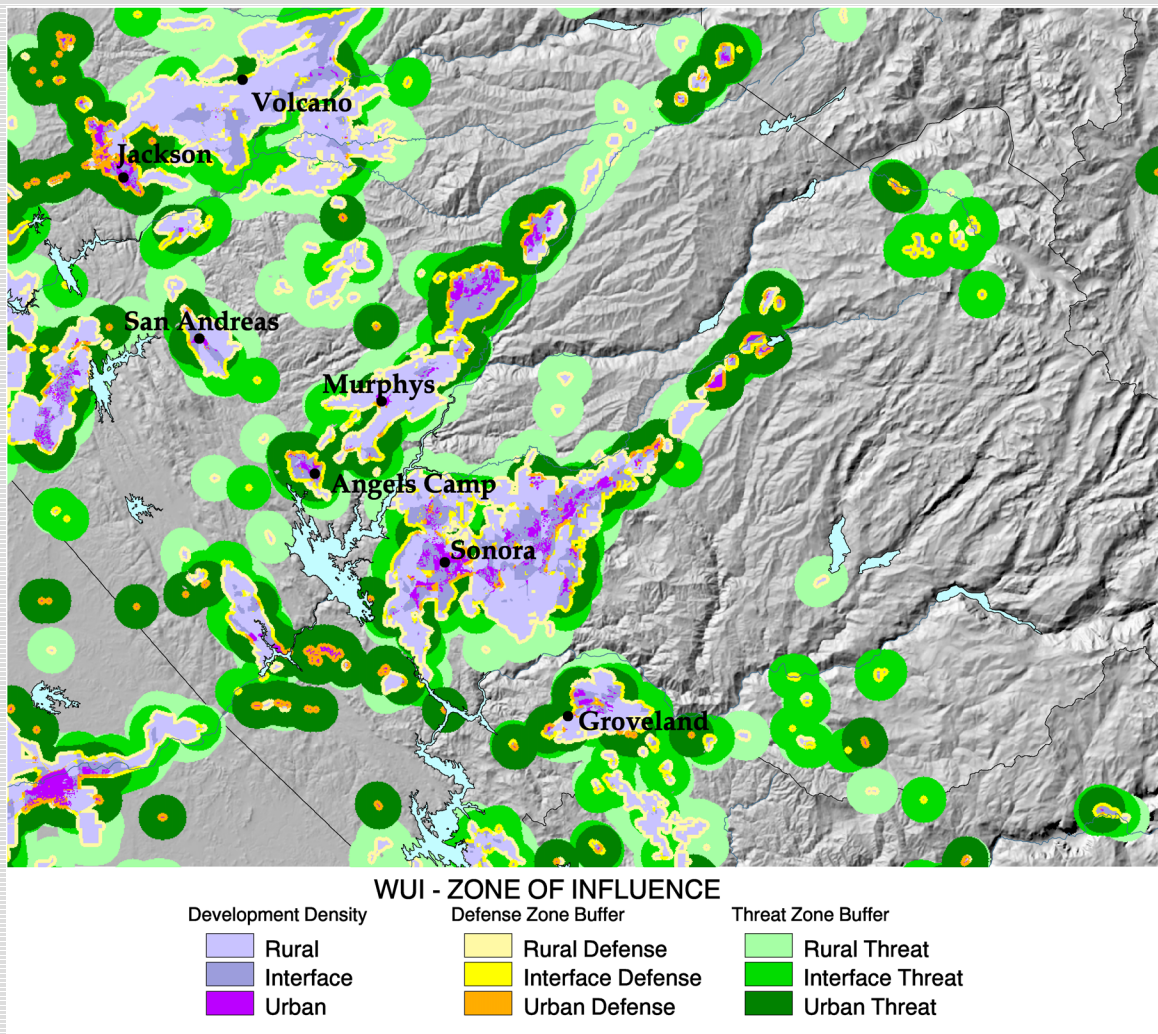 Volcano
Jackson
San Andreas
Murphys
Angels Camp
Sonora
Groveland
WUI - ZONE OF INFLUENCE
Development Density
Rural
Interface
Urban
Defense Zone Buffer
Rural Defense
Interface Defense
Urban Defense
Threat Zone Buffer
Rural Threat
Interface Threat
Urban Threat